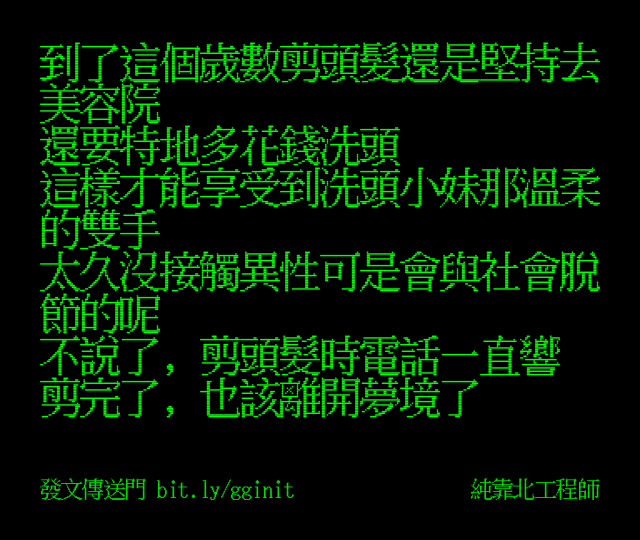 到了這個歲數剪頭髮還是堅持去
美容院
還要特地多花錢洗頭
這樣才能享受到洗頭小妹那溫柔
的雙手
太久沒接觸異性可是會與社會脫
節的呢
不說了，剪頭髮時電話一直響
剪完了，也該離開夢境了
發文傳送門 bit.ly/gginit
純靠北工程師